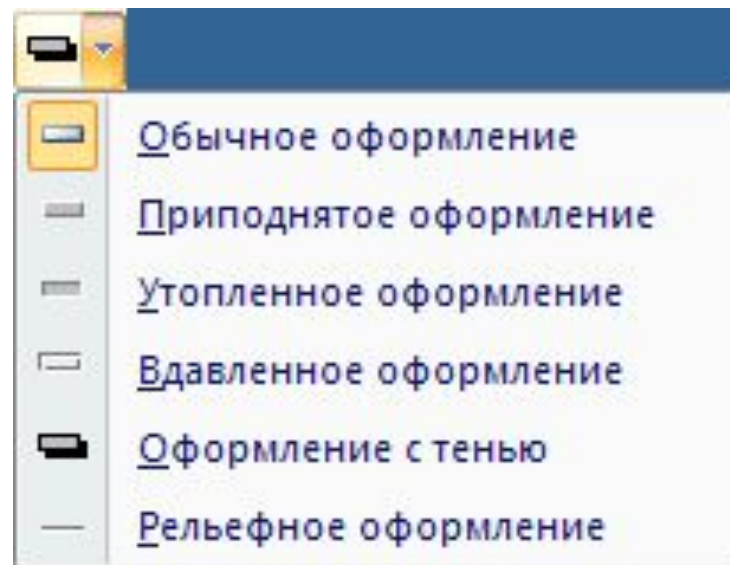 Обычное оформление
Приподнятое оформление
Утопленное оформление
Вдавленное оформление
Оформление с тенью
Рельефное оформление